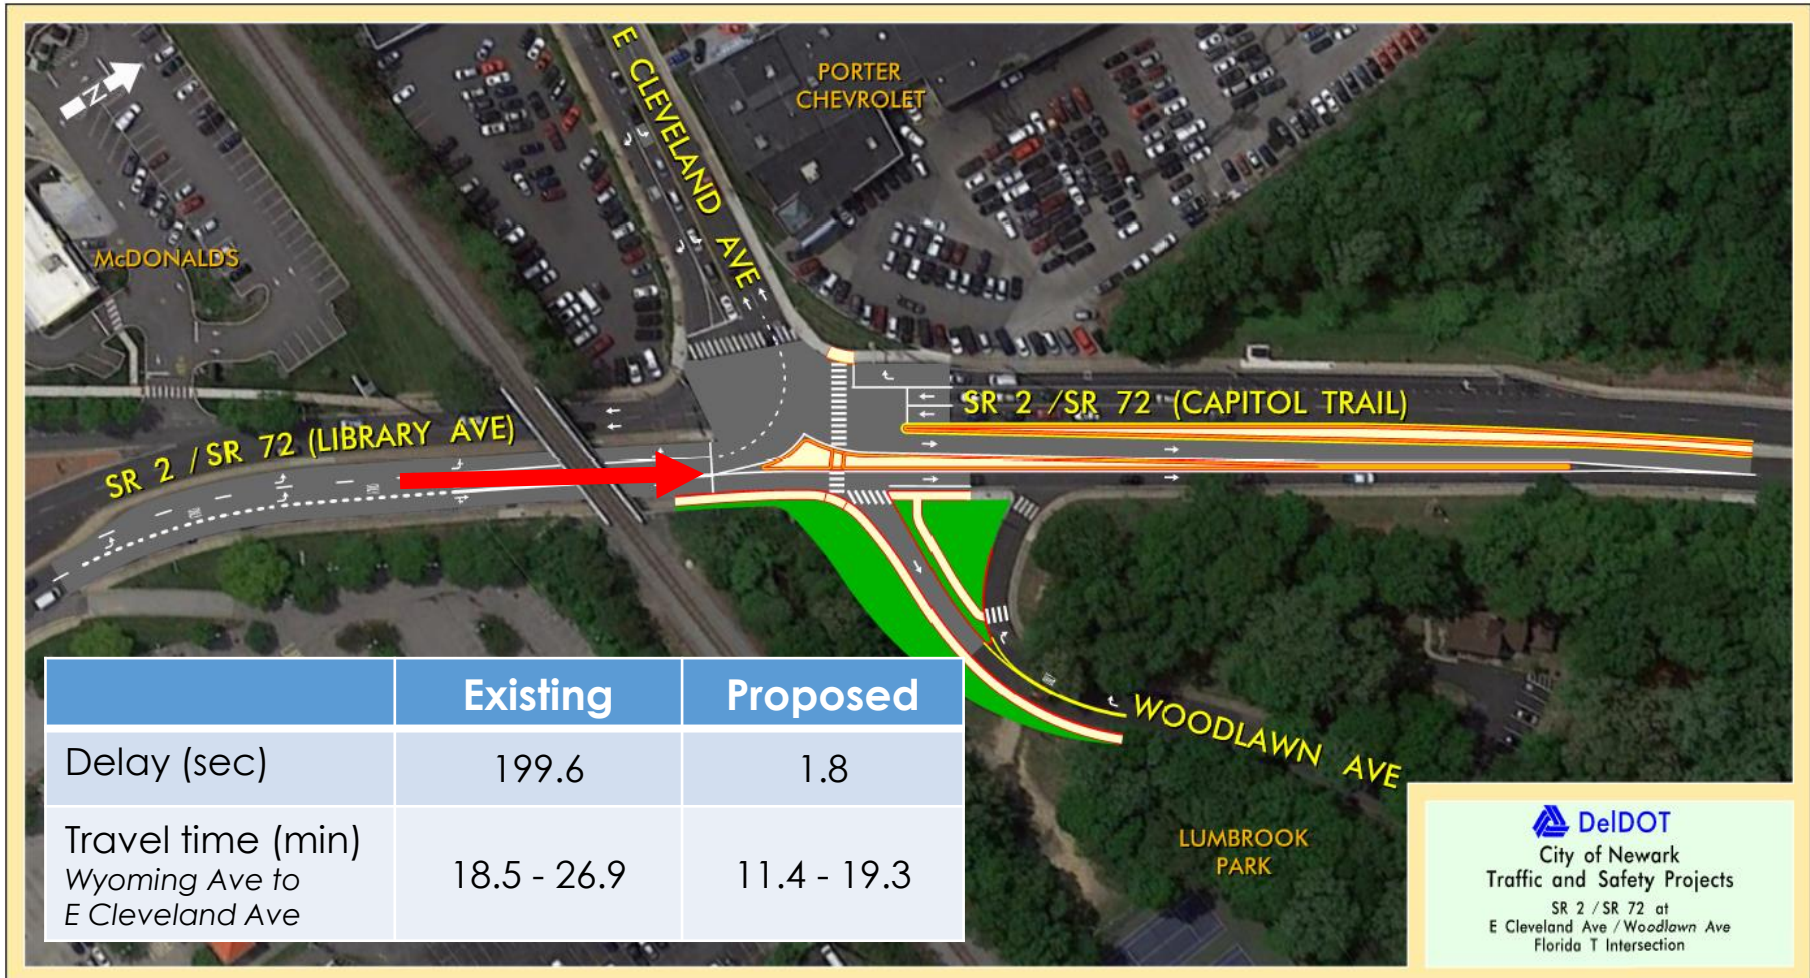 N
E CLEVELAND AVE
PORTER
CHEVROLET
McDONALDS
SR 2 / SR 72 (LIBRARY AVE)
SR 2 / SR 72 (CAPITOL TRAIL)
WOODLAWN AVE
LUMBROOK
PARK
Existing Proposed
Delay (sec) 199.6 1.8
Travel time (min)
Wyoming Ave to
E Cleveland Ave
18.5 - 26.9 11.4 - 19.3
DelDOT
City of Newark
Traffic and Safety Projects
SR 2 / SR 72 at
E Cleveland Ave / Woodlawn Ave
Florida T Intersection